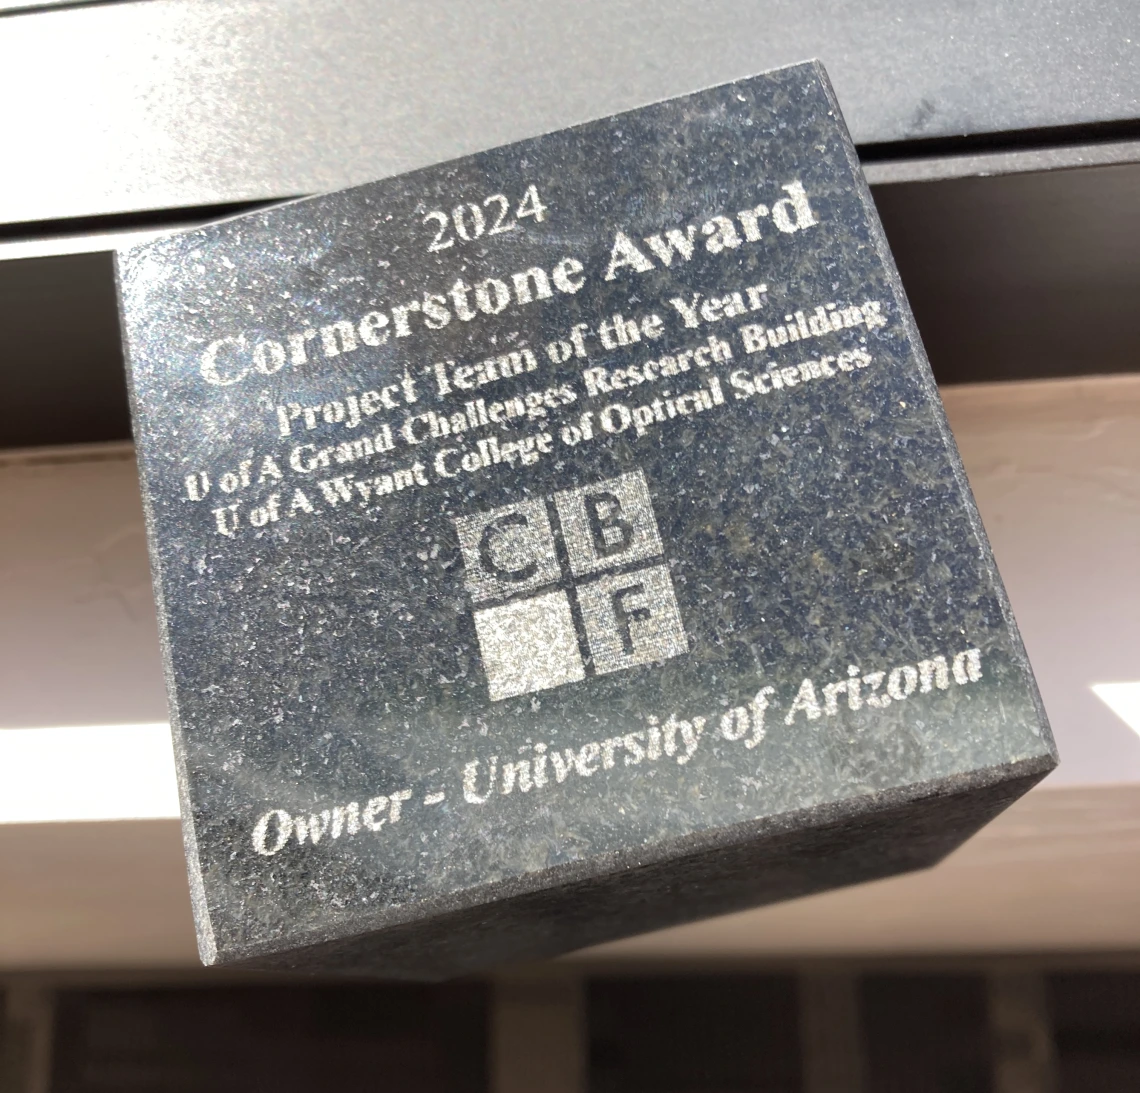 2024
Cornerstone Award
Project Team of the Year
U of A Grand Challenges Research Building
U of A Wyant College of Optical Sciences
C B
F
Owner - University of Arizona